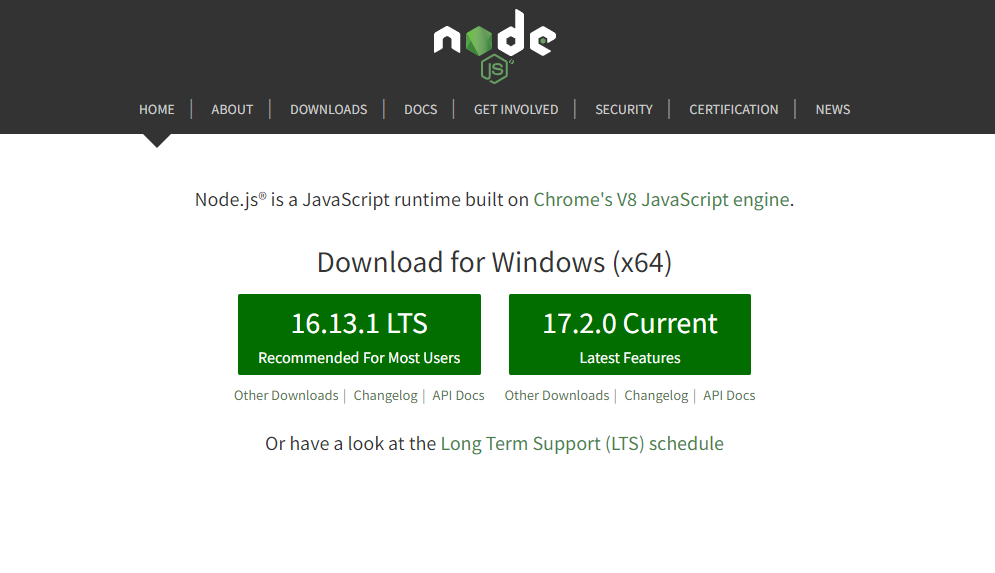 node
JS
HOME | ABOUT | DOWNLOADS | DOCS | GET INVOLVED | SECURITY | CERTIFICATION | NEWS
Node.js® is a JavaScript runtime built on Chrome's V8 JavaScript engine.
Download for Windows (x64)
16.13.1 LTS 17.2.0 Current
Recommended For Most Users Latest Features
Other Downloads | Changelog | API Docs Other Downloads | Changelog | API Docs
Or have a look at the Long Term Support (LTS) schedule